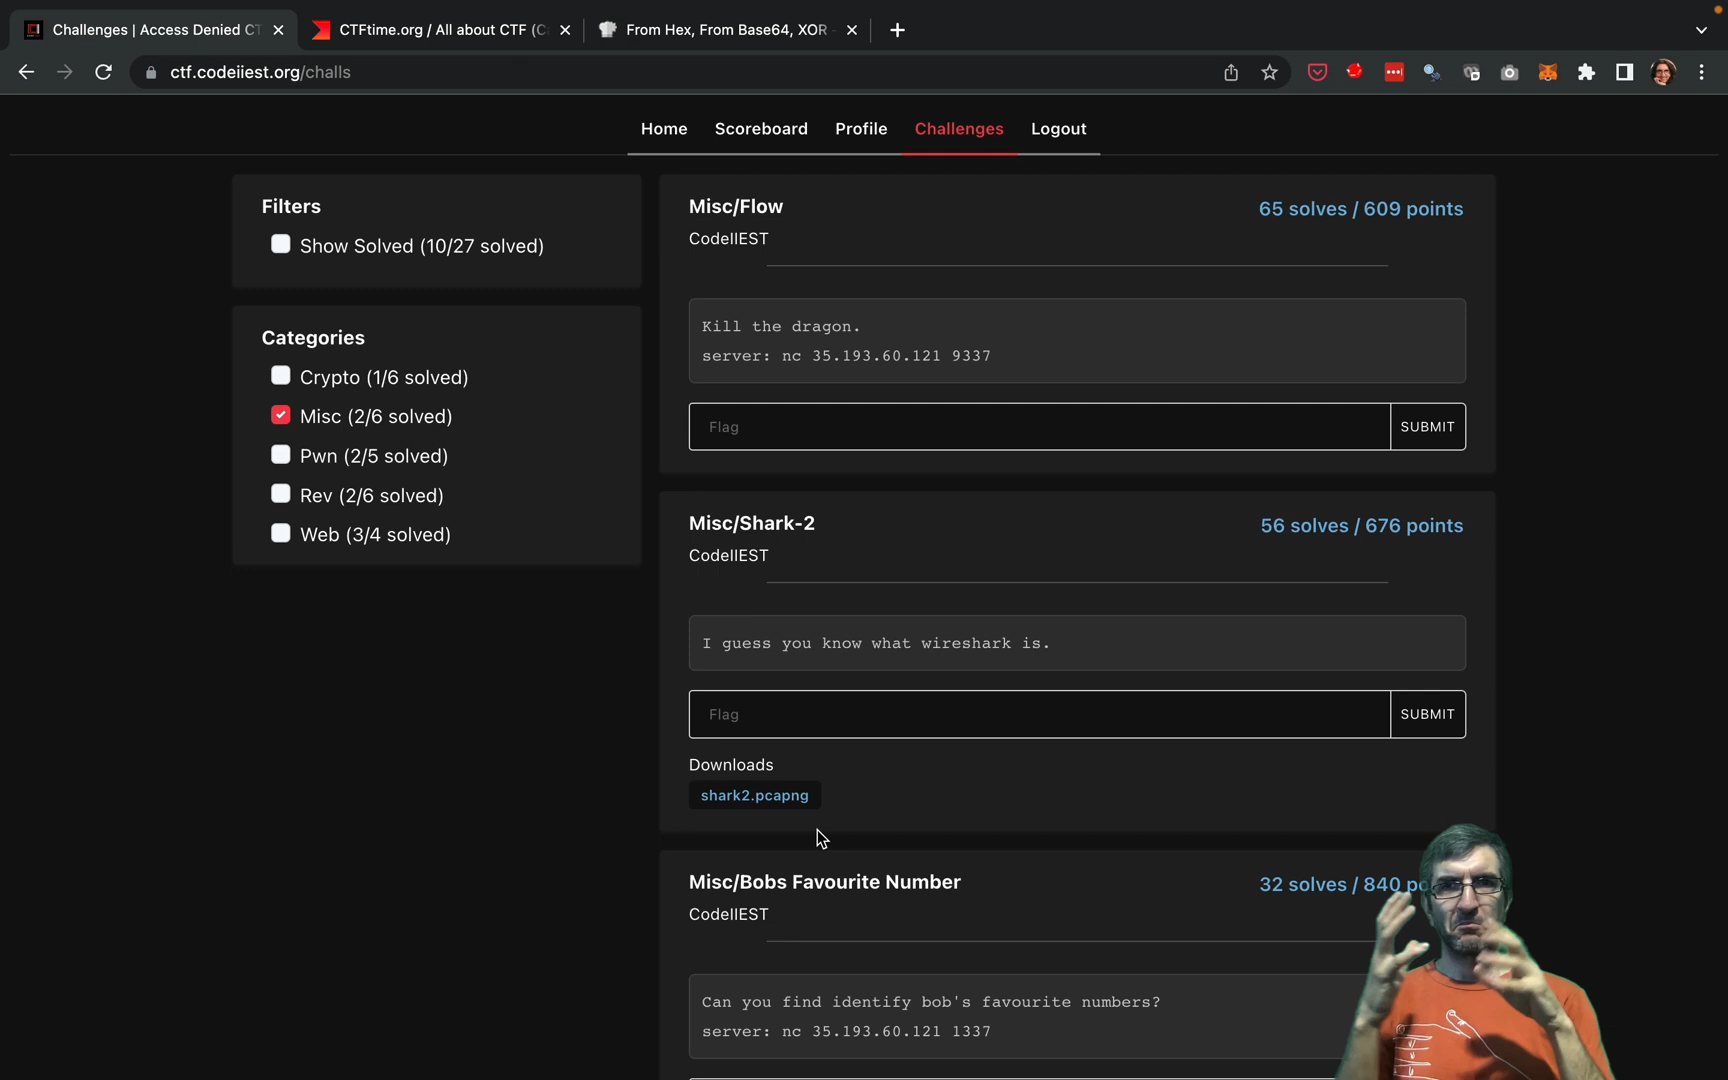 Challenges | Access Denied CT
CTFtime.org / All about CTF (C
From Hex, From Base64, XOR
ctf.codeiiest.org/challs
Home
Scoreboard
Profile
Challenges
Logout
Filters
Show Solved (10/27 solved)
Categories
Crypto (1/6 solved)
Misc (2/6 solved)
Pwn (2/5 solved)
Rev (2/6 solved)
Web (3/4 solved)
Misc/Flow
65 solves / 609 points
CodeIIEST
Kill the dragon.
server: nc 35.193.60.121 9337
Flag
SUBMIT
Misc/Shark-2
56 solves / 676 points
CodeIIEST
I guess you know what wireshark is.
Flag
SUBMIT
Downloads
shark2.pcapng
Misc/Bobs Favourite Number
32 solves / 840 po
CodeIIEST
Can you find identify bob's favourite numbers?
server: nc 35.193.60.121 1337